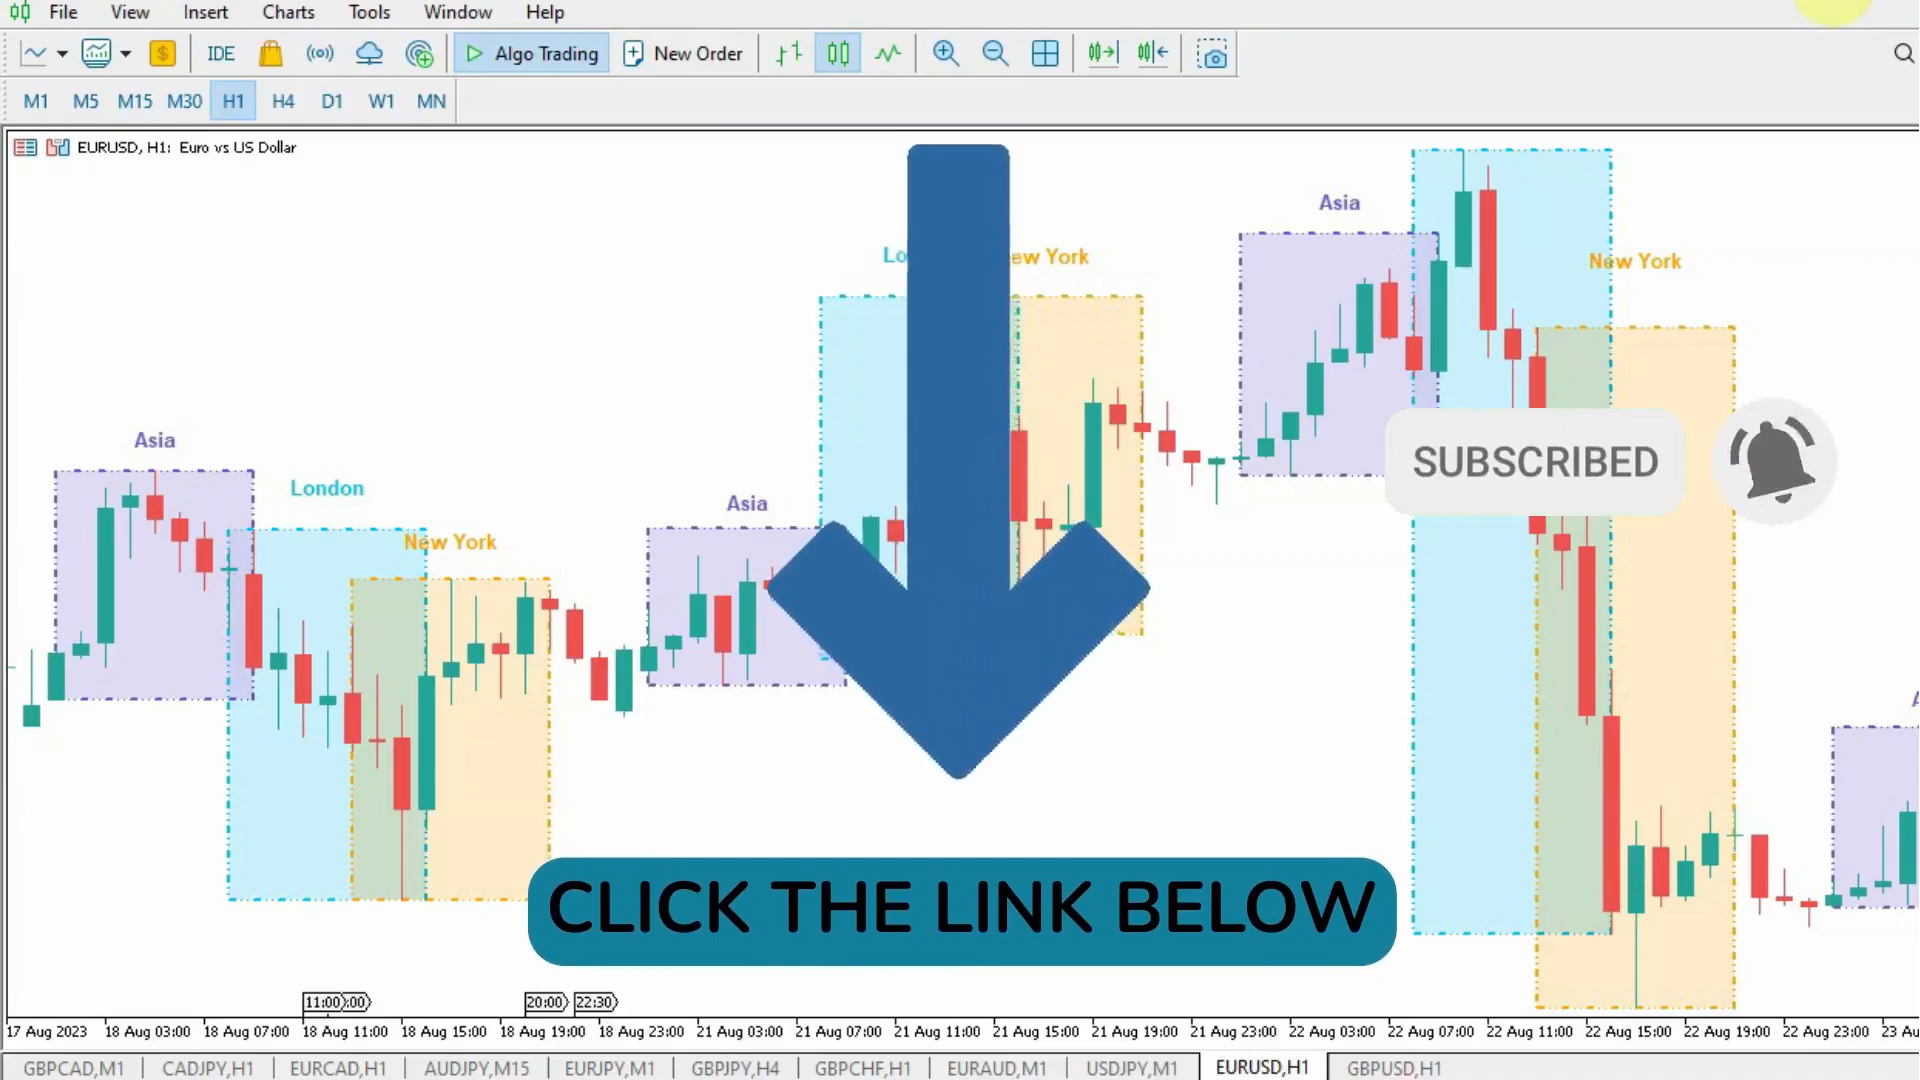 File View Insert Charts Tools Window Help
IDE Algo Trading New Order
M1 M5 M15 M30 H1 H4 D1 W1 MN
EURUSD, H1: Euro vs US Dollar
Asia
New York
Lo ew York
Asia
London
Asia
New York
SUBSCRIBED
CLICK THE LINK BELOW
11:00 :00 20:00 22:30
17 Aug 2023 18 Aug 03:00 18 Aug 07:00 18 Aug 11:00 18 Aug 15:00 18 Aug 19:00 18 Aug 23:00 21 Aug 03:00 21 Aug 07:00 21 Aug 11:00 21 Aug 15:00 21 Aug 19:00 21 Aug 23:00 22 Aug 03:00 22 Aug 07:00 22 Aug 11:00 22 Aug 15:00 22 Aug 19:00 22 Aug 23:00 23 Aug
GBPCAD,M1 CADJPY,H1 EURCAD,H1 AUDJPY,M15 EURJPY,M1 GBPJPY,H4 GBPCHF,H1 EURAUD,M1 USDJPY,M1 EURUSD,H1 GBPUSD,H1